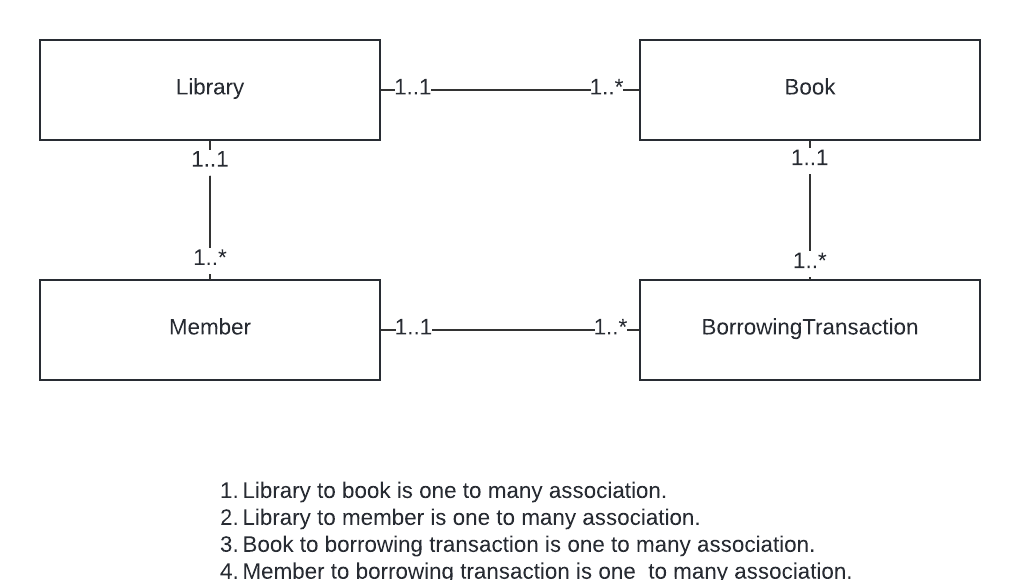 Library
1..1
1..*
Book
1..1
1..1
1..*
1..*
Member
1..1
1..*
BorrowingTransaction
1. Library to book is one to many association.
2. Library to member is one to many association.
3. Book to borrowing transaction is one to many association.
4. Member to borrowing transaction is one  to many association.